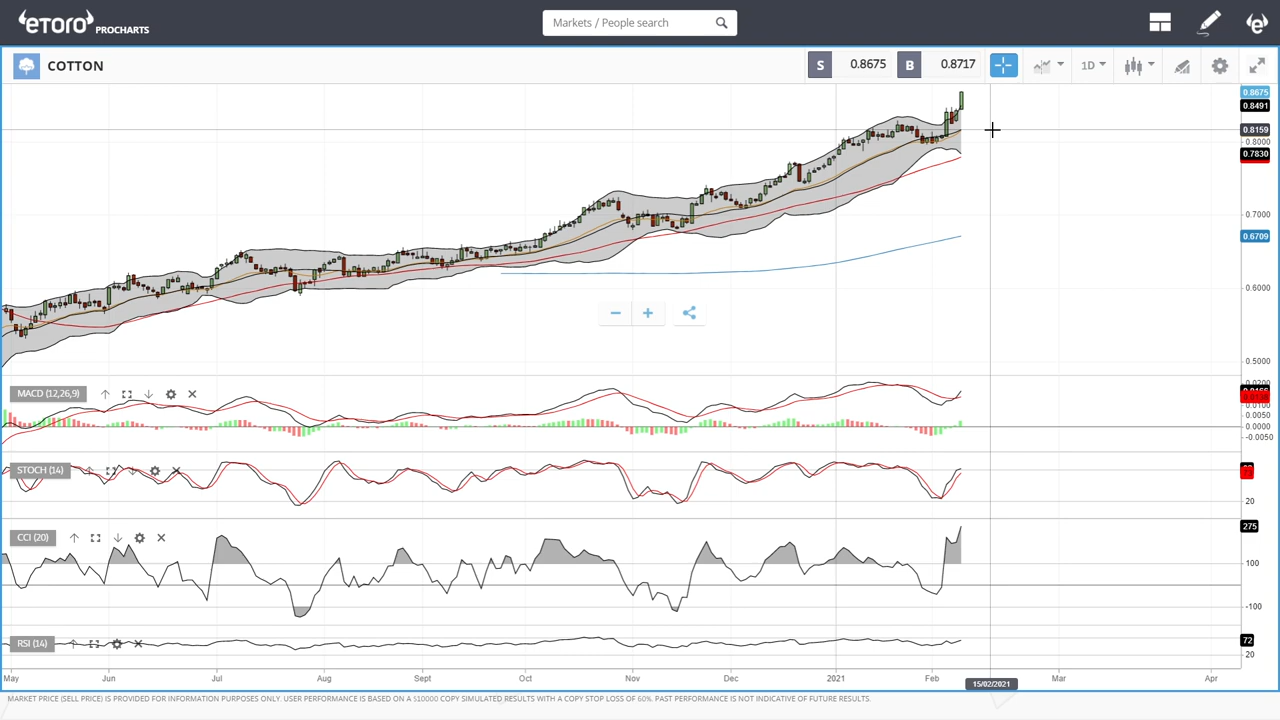 eTORO PROCHARTS
Markets / People search
COTTON
S 0.8675 B 0.8717
1D
0.8675
0.8491
0.8159
0.8000
0.7830
0.7000
0.6709
0.6000
0.5000
MACD (12,26,9)
0.0200
0.0100
0.0050
0.0000
-0.0050
STOCH (14)
20
CCI (20)
275
100
-100
RSI (14)
72
20
May Jun Jul Aug Sept Oct Nov Dec 2021 Feb Mar Apr
15/02/2021
MARKET PRICE (SELL PRICE) IS PROVIDED FOR INFORMATION PURPOSES ONLY. USER PERFORMANCE IS BASED ON A $10000 COPY SIMULATED RESULTS WITH A COPY STOP LOSS OF 60%. PAST PERFORMANCE IS NOT INDICATIVE OF FUTURE RESULTS.